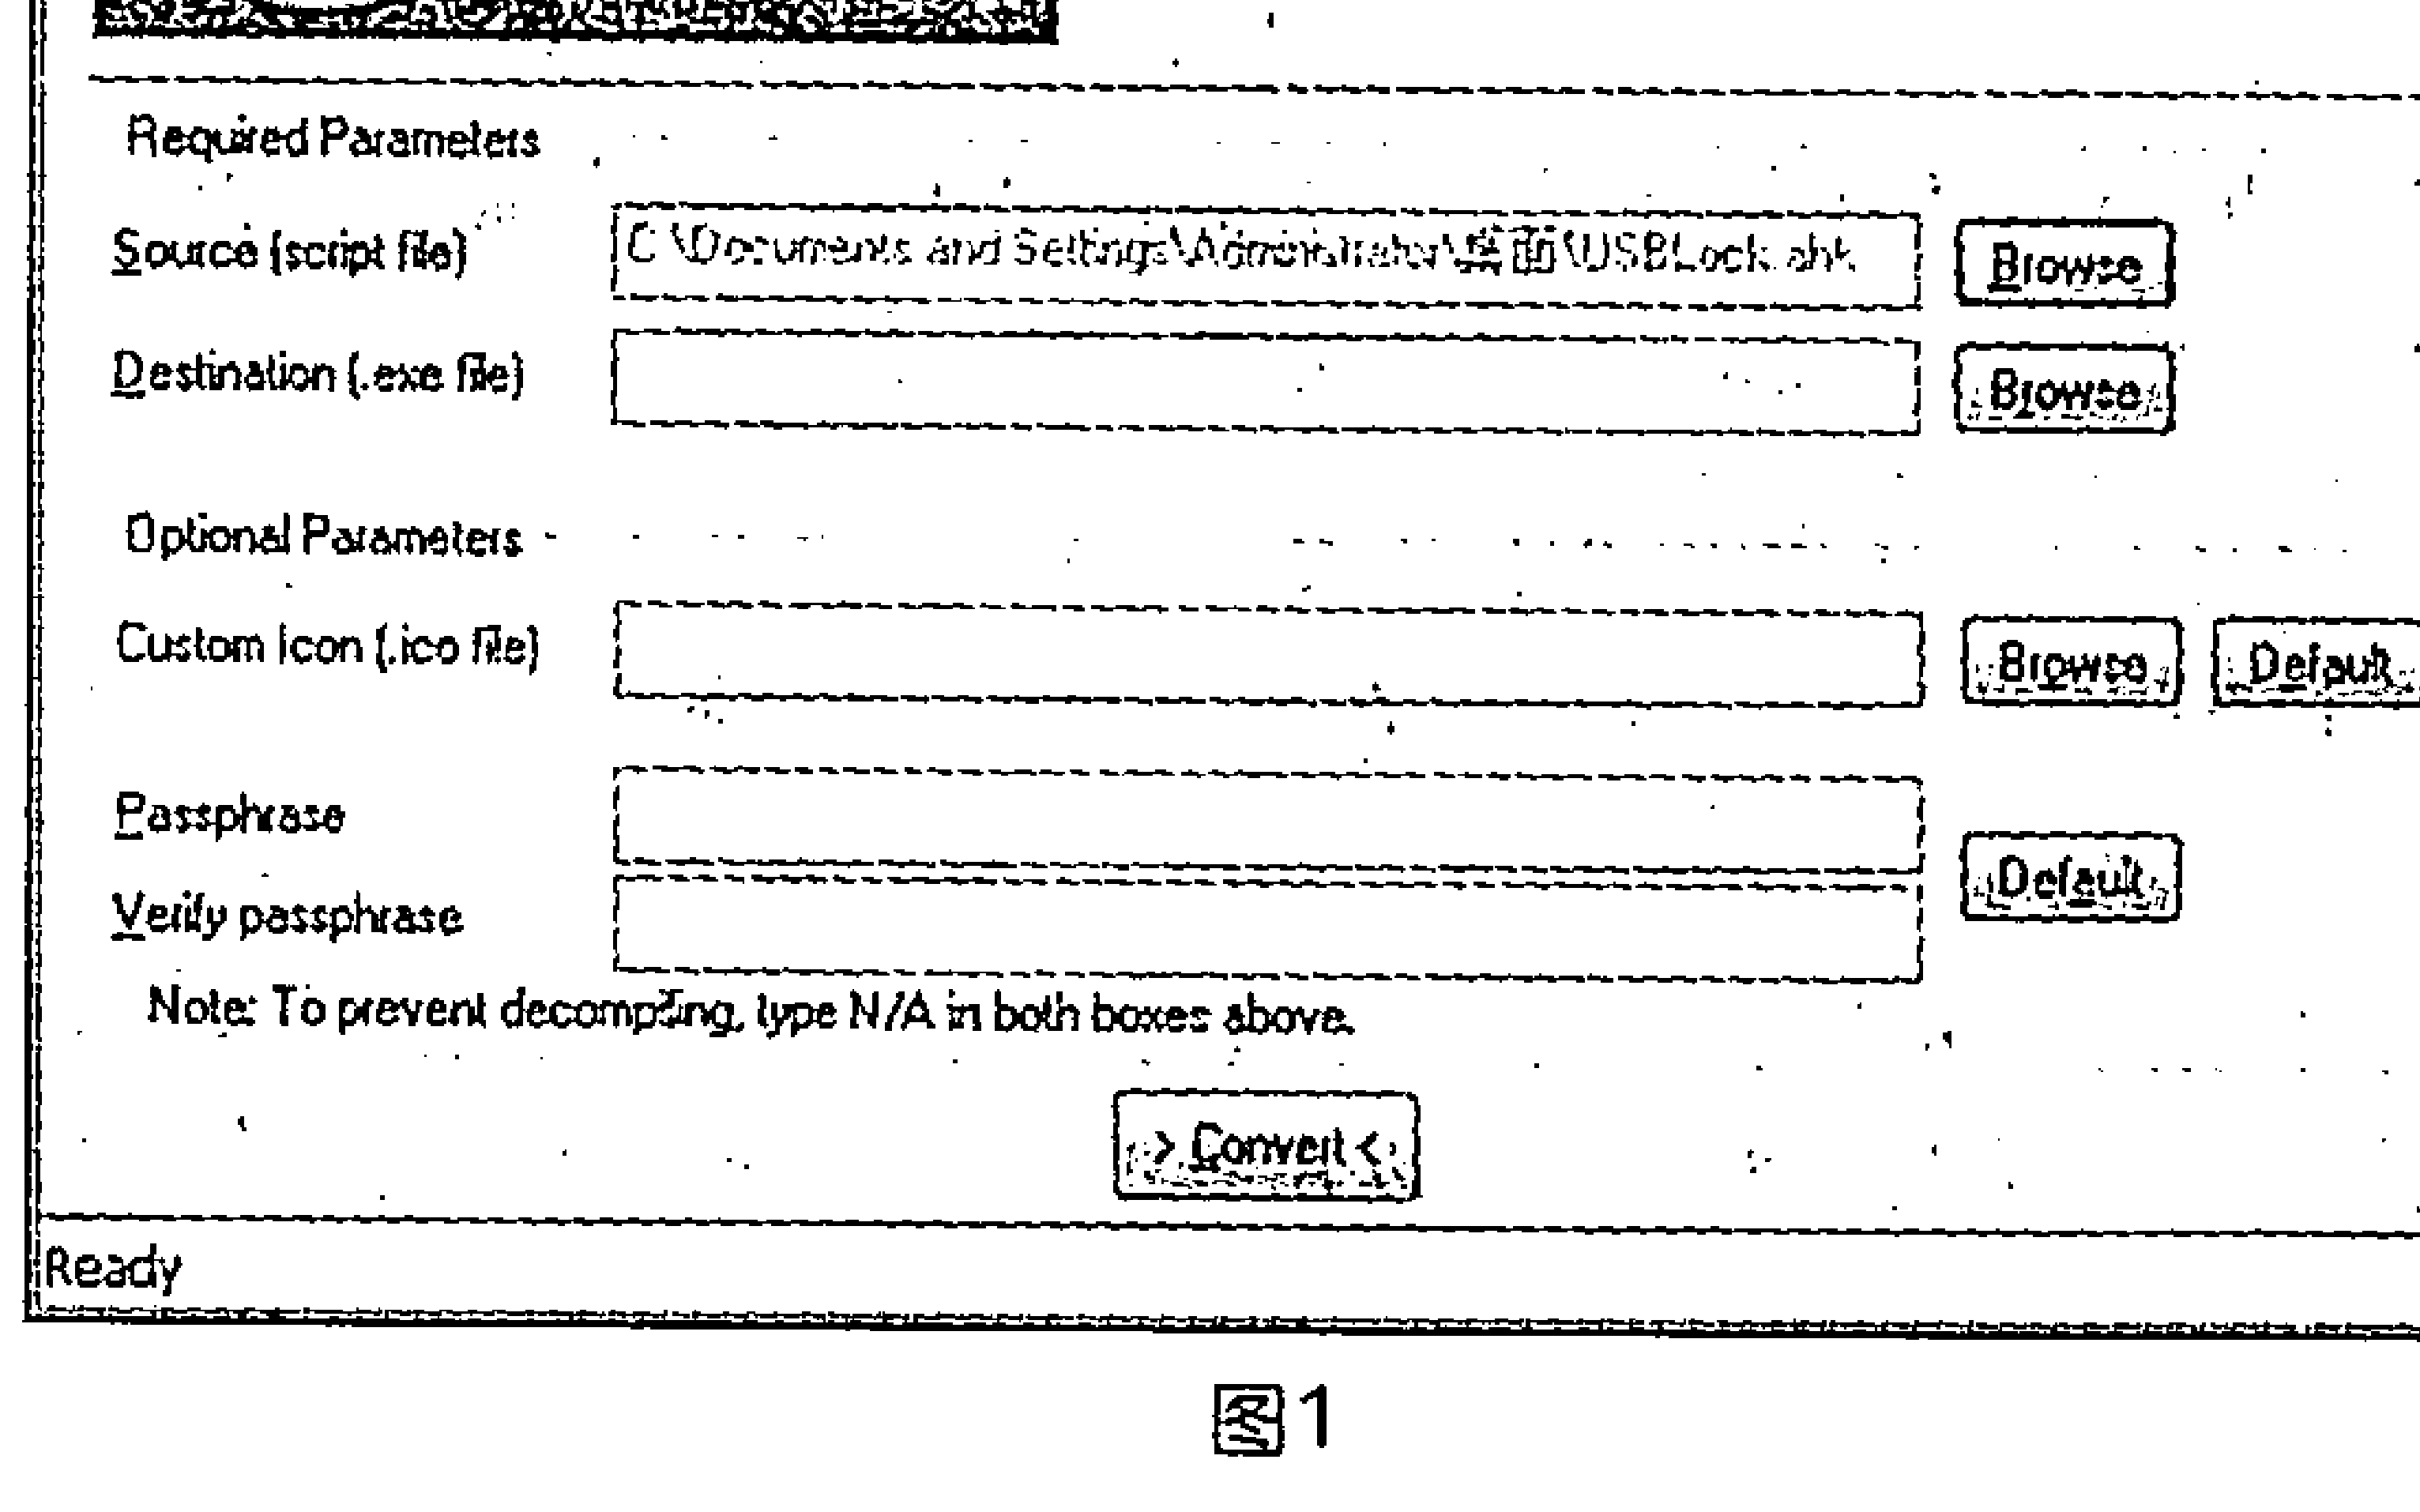 Required Parameters
Source (script file) C:\Documents and Settings\Administrator\桌面\USBLock.ahk Browse
Destination (.exe file) Browse
Optional Parameters
Custom Icon (.ico file) Browse Default
Passphrase
Default
Verify passphrase
Note: To prevent decompiling, type N/A in both boxes above.
> Convert <
Ready
图1